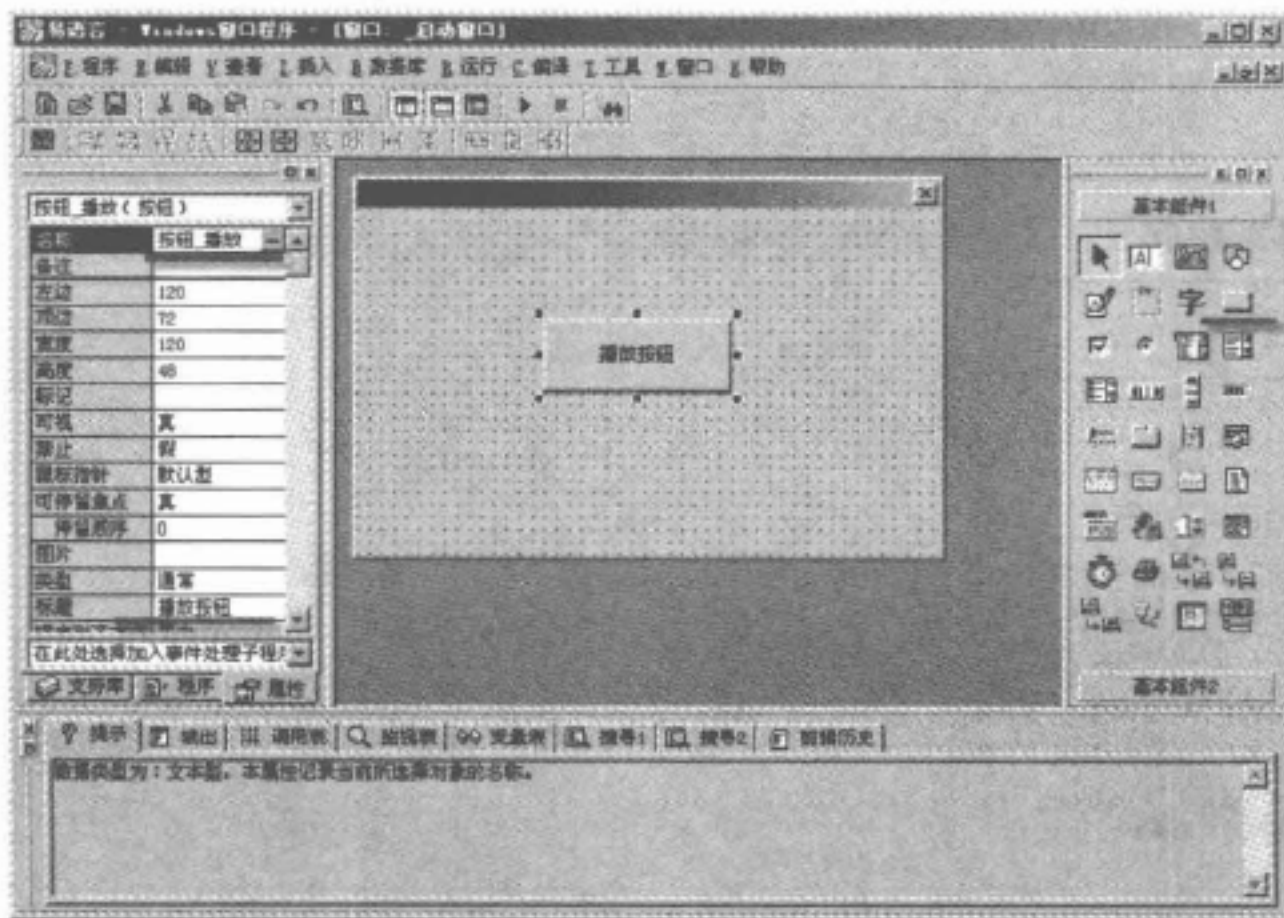 易语言 - Windows窗口程序 - [窗口: _启动窗口]
F.程序 E.编辑 V.查看 I.插入 B.数据库 R.运行 C.编译 T.工具 W.窗口 X.帮助
按钮_播放(按钮)
名称 按钮_播放
备注
左边 120
顶边 72
宽度 120
高度 48
标记
可视 真
禁止 假
鼠标指针 默认型
可停留焦点 真
停留顺序 0
图片
类型 通常
标题 播放按钮
在此处选择加入事件处理子程序
支持库 程序 属性
播放按钮
基本组件1
字
基本组件2
提示 输出 调用表 监视表 变量表 搜寻1 搜寻2 剪辑历史
数据类型为:文本型。本属性记录当前所选择对象的名称。